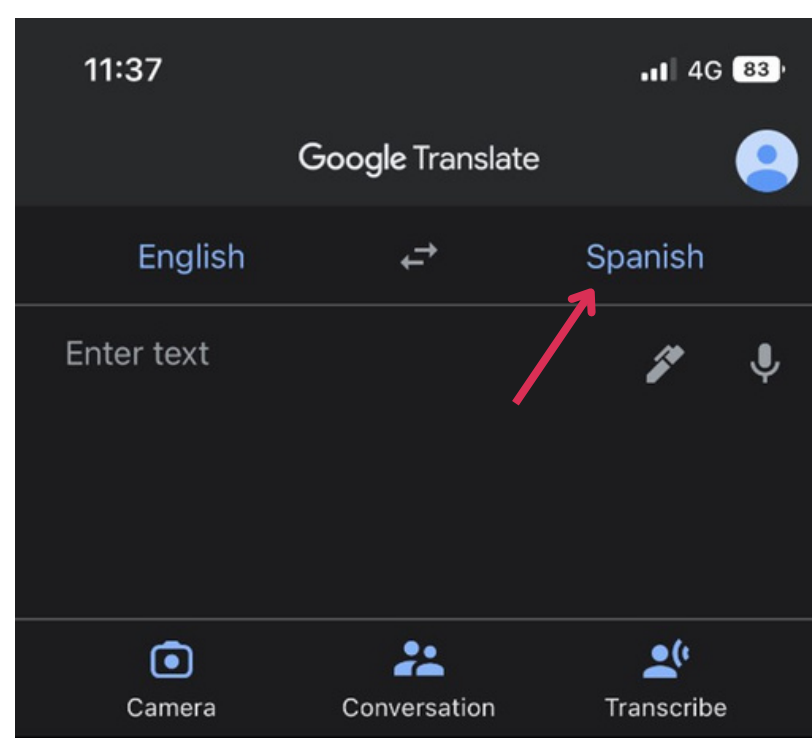 11:37 4G 83
Google Translate
English Spanish
Enter text
Camera Conversation Transcribe